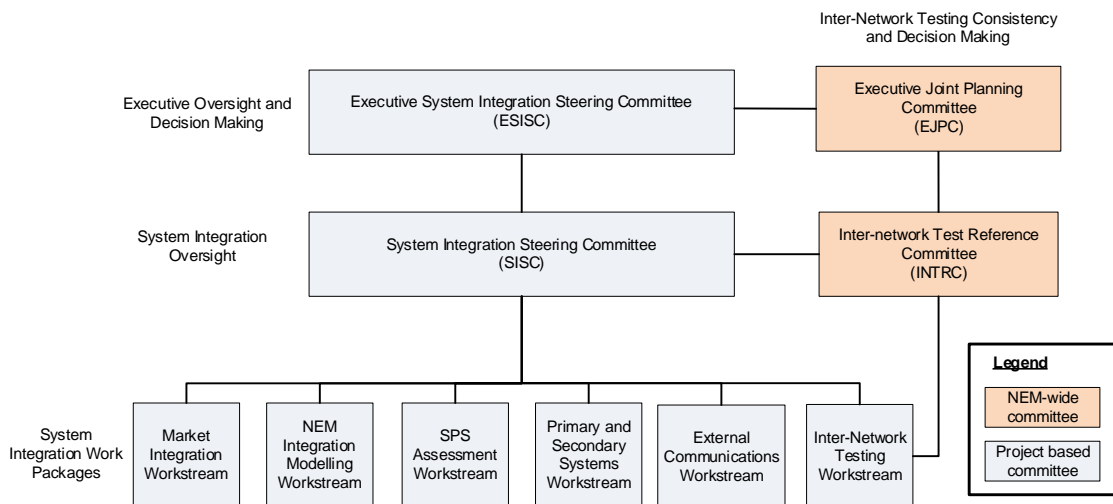 Inter-Network Testing Consistency
and Decision Making
Executive Oversight and
Decision Making
Executive System Integration Steering Committee
(ESISC)
Executive Joint Planning
Committee
(EJPC)
System Integration
Oversight
System Integration Steering Committee
(SISC)
Inter-network Test Reference
Committee
(INTRC)
System
Integration Work
Packages
Market
Integration
Workstream
NEM
Integration
Modelling
Workstream
SPS
Assessment
Workstream
Primary and
Secondary
Systems
Workstream
External
Communications
Workstream
Inter-Network
Testing
Workstream
Legend
NEM-wide
committee
Project based
committee